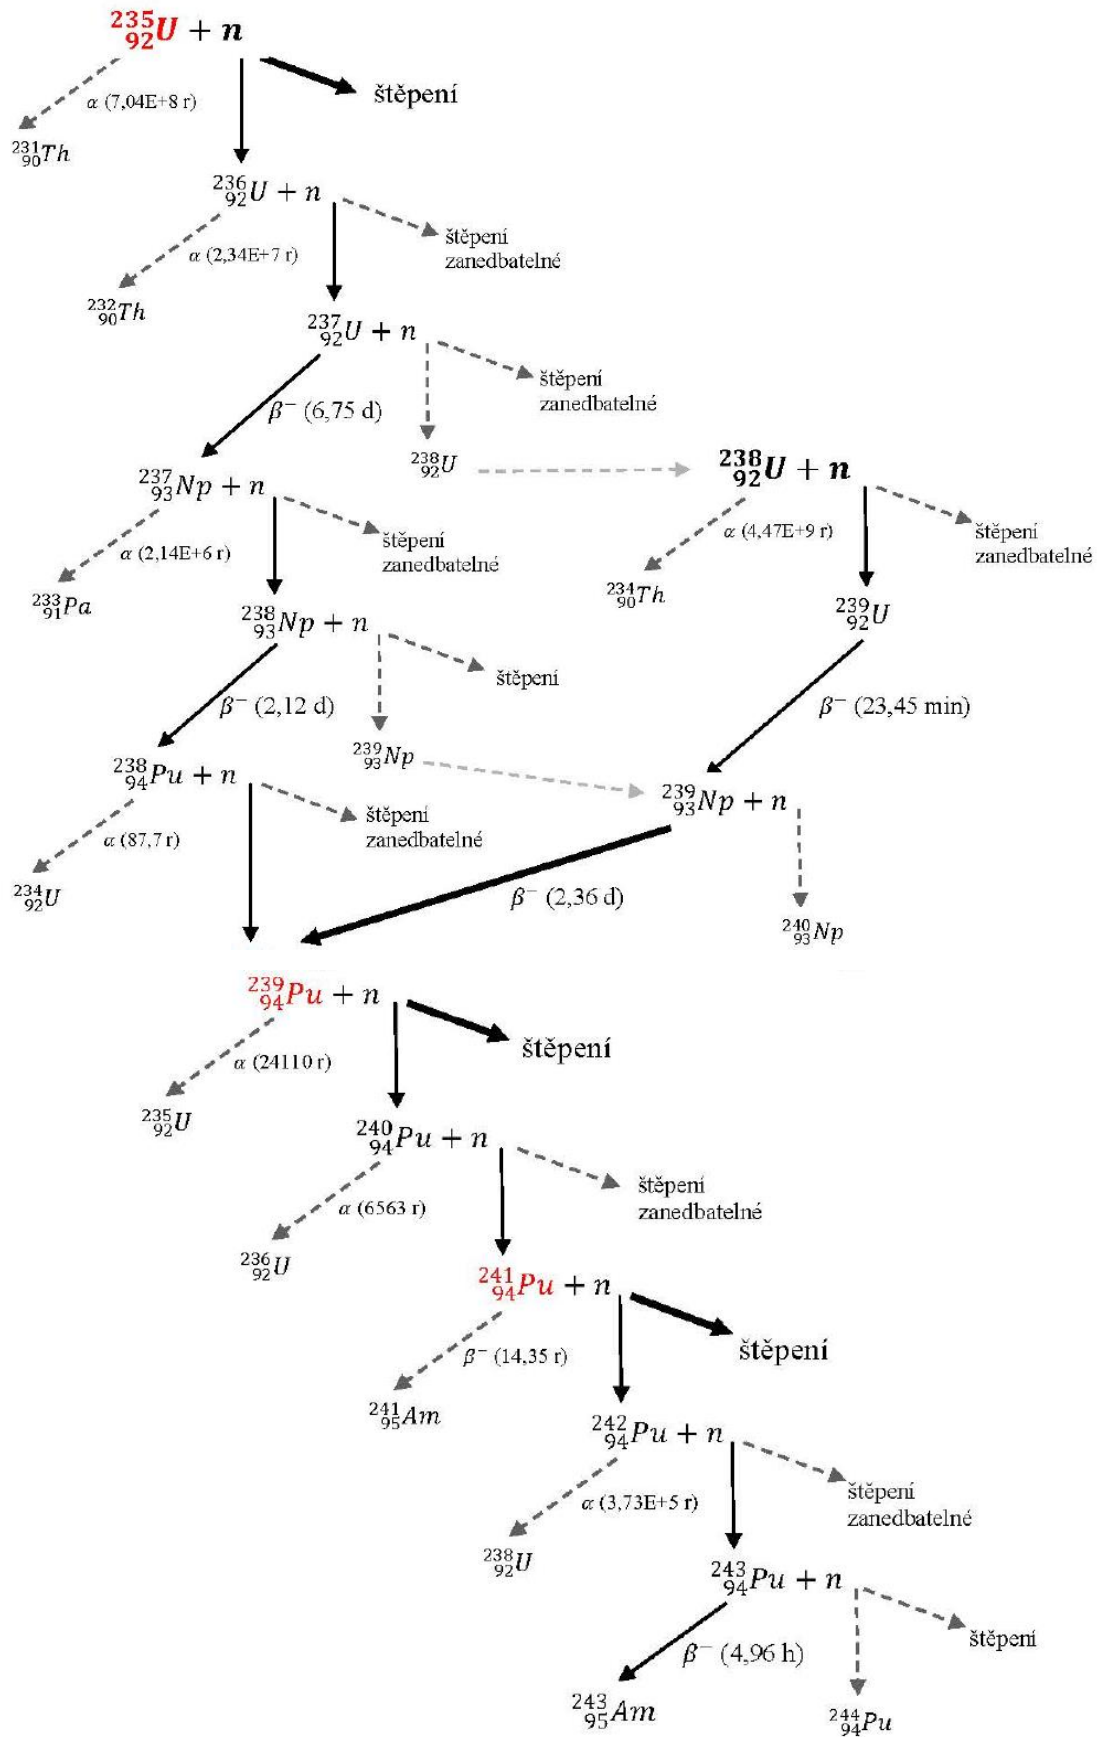 ²³⁵₉₂U + n
α (7,04E+8 r)
štěpení
²³¹₉₀Th
²³⁶₉₂U + n
α (2,34E+7 r)
štěpení
zanedbatelné
²³²₉₀Th
²³⁷₉₂U + n
štěpení
zanedbatelné
β⁻ (6,75 d)
²³⁸₉₂U
²³⁸₉₂U + n
²³⁷₉₃Np + n
α (4,47E+9 r)
štěpení
zanedbatelné
α (2,14E+6 r)
štěpení
zanedbatelné
²³³₉₁Pa
²³⁴₉₀Th
²³⁹₉₂U
²³⁸₉₃Np + n
štěpení
β⁻ (2,12 d)
β⁻ (23,45 min)
²³⁹₉₃Np
²³⁸₉₄Pu + n
²³⁹₉₃Np + n
štěpení
zanedbatelné
α (87,7 r)
²³⁴₉₂U
β⁻ (2,36 d)
²⁴⁰₉₃Np
²³⁹₉₄Pu + n
štěpení
α (24110 r)
²³⁵₉₂U
²⁴⁰₉₄Pu + n
štěpení
zanedbatelné
α (6563 r)
²³⁶₉₂U
²⁴¹₉₄Pu + n
štěpení
β⁻ (14,35 r)
²⁴¹₉₅Am
²⁴²₉₄Pu + n
štěpení
zanedbatelné
α (3,73E+5 r)
²³⁸₉₂U
²⁴³₉₄Pu + n
štěpení
β⁻ (4,96 h)
²⁴³₉₅Am
²⁴⁴₉₄Pu